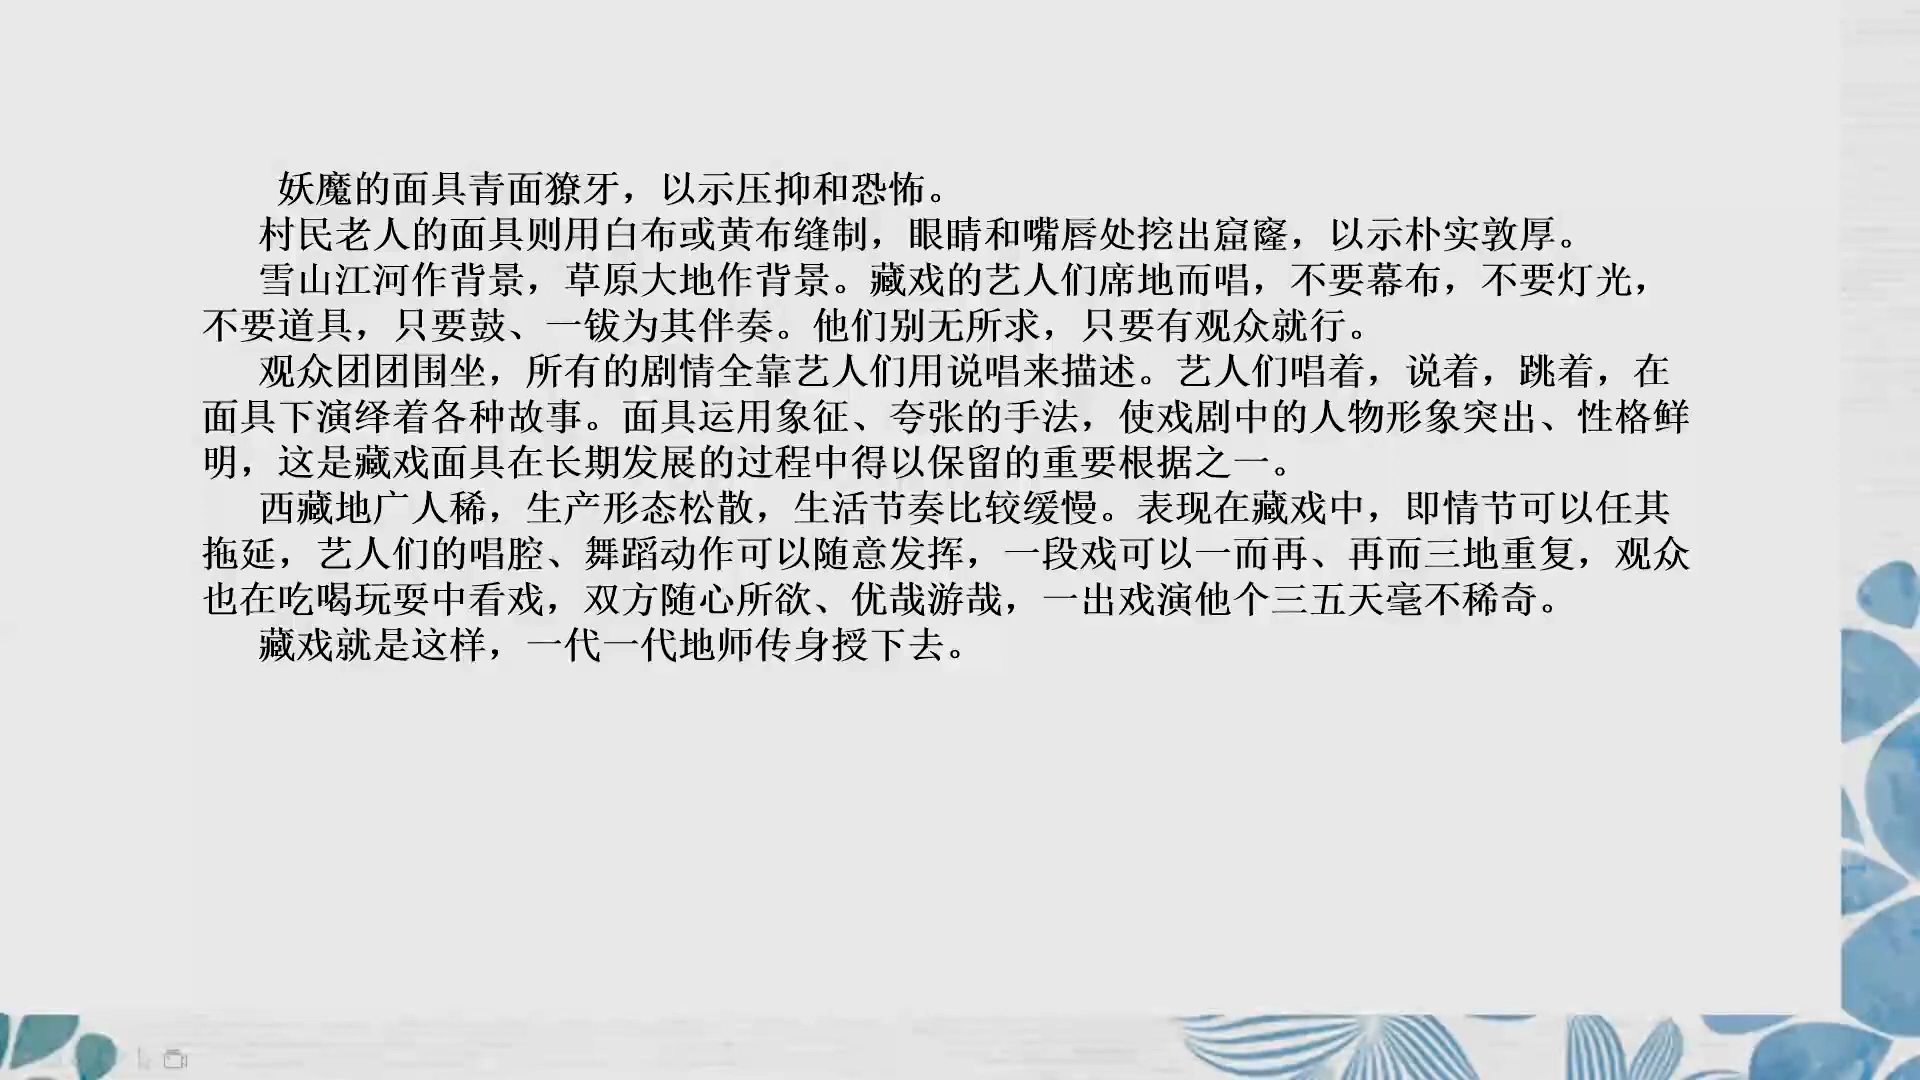 妖魔的面具青面獠牙，以示压抑和恐怖。
村民老人的面具则用白布或黄布缝制，眼睛和嘴唇处挖出窟窿，以示朴实敦厚。
雪山江河作背景，草原大地作背景。藏戏的艺人们席地而唱，不要幕布，不要灯光，
不要道具，只要鼓、一钹为其伴奏。他们别无所求，只要有观众就行。
观众团团围坐，所有的剧情全靠艺人们用说唱来描述。艺人们唱着，说着，跳着，在
面具下演绎着各种故事。面具运用象征、夸张的手法，使戏剧中的人物形象突出、性格鲜
明，这是藏戏面具在长期发展的过程中得以保留的重要根据之一。
西藏地广人稀，生产形态松散，生活节奏比较缓慢。表现在藏戏中，即情节可以任其
拖延，艺人们的唱腔、舞蹈动作可以随意发挥，一段戏可以一而再、再而三地重复，观众
也在吃喝玩耍中看戏，双方随心所欲、优哉游哉，一出戏演他个三五天毫不稀奇。
藏戏就是这样，一代一代地师传身授下去。